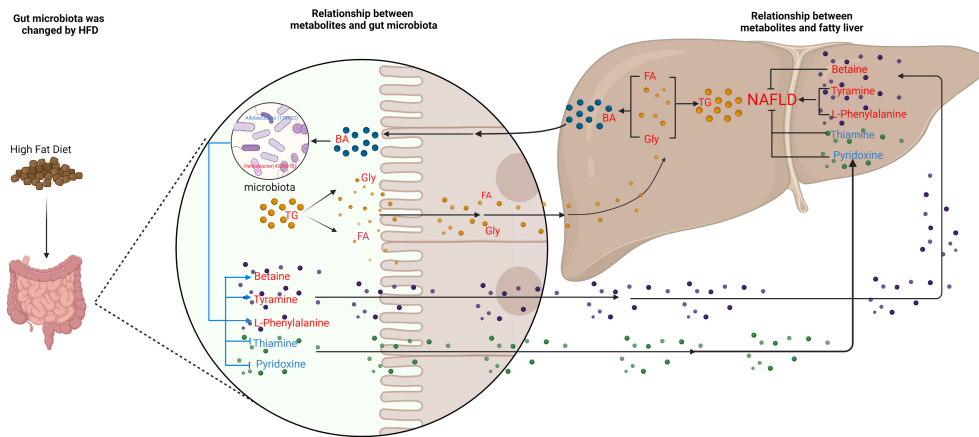 Gut microbiota was
changed by HFD
Relationship between
metabolites and gut microbiota
Relationship between
metabolites and fatty liver
High Fat Diet
microbiota
BA
Gly
TG
FA
FA
Gly
BA
FA
Gly
TG
NAFLD
Betaine
Tyramine
L-Phenylalanine
Thiamine
Pyridoxine
Betaine
Tyramine
L-Phenylalanine
Thiamine
Pyridoxine